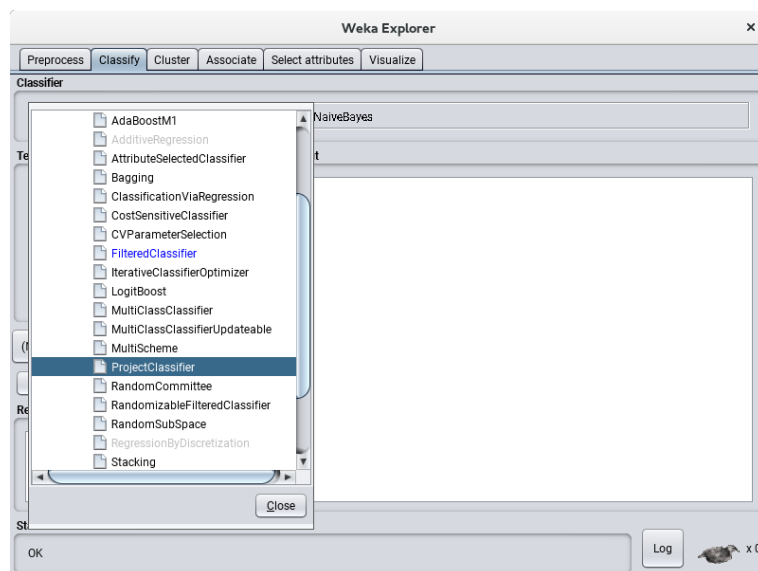 Weka Explorer ×
Preprocess Classify Cluster Associate Select attributes Visualize
Classifier
NaiveBayes
AdaBoostM1
AdditiveRegression
AttributeSelectedClassifier
Bagging
ClassificationViaRegression
CostSensitiveClassifier
CVParameterSelection
FilteredClassifier
IterativeClassifierOptimizer
LogitBoost
MultiClassClassifier
MultiClassClassifierUpdateable
MultiScheme
ProjectClassifier
RandomCommittee
RandomizableFilteredClassifier
RandomSubSpace
RegressionByDiscretization
Stacking
Close
OK
Log